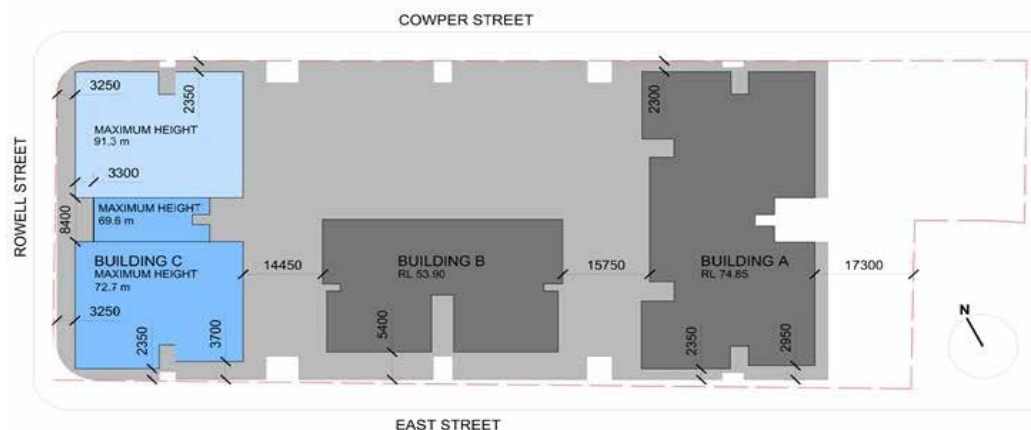 COWPER STREET
3250
2350
2300
MAXIMUM HEIGHT
91.3 m
3300
ROWELL STREET
8400
MAXIMUM HEIGHT
69.6 m
BUILDING C
MAXIMUM HEIGHT
72.7 m
14450
BUILDING B
RL 53.90
15750
BUILDING A
RL 74.85
17300
3250
2350
3700
5400
2350
2950
N
EAST STREET